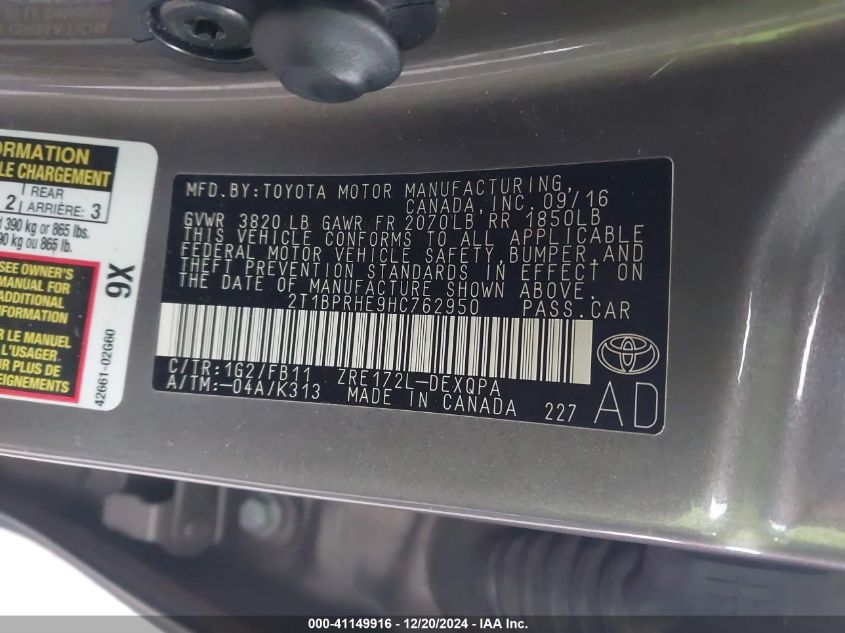 ORMATION
LE CHARGEMENT
2 REAR ARRIÈRE: 3
390 kg or 865 lbs.
90 kg ou 865 lb.
SEE OWNER'S
MANUAL FOR
ADDITIONAL
INFORMATION
R LE MANUEL
L'USAGER.
PLUS DE
9X
42661-02G60
MFD.BY:TOYOTA MOTOR MANUFACTURING,
CANADA,INC.09/16
GVWR 3820LB GAWR FR 2070LB RR 1850LB
THIS VEHICLE CONFORMS TO ALL APPLICABLE
FEDERAL MOTOR VEHICLE SAFETY,BUMPER,AND
THEFT PREVENTION STANDARDS IN EFFECT ON
THE DATE OF MANUFACTURE SHOWN ABOVE.
2T1BPRHE9HC762950 PASS.CAR
C/TR:1G2/FB11 ZRE172L-DEXQPA
A/TM:-04A/K313 MADE IN CANADA 227
AD
000-41149916 - 12/20/2024 - IAA Inc.